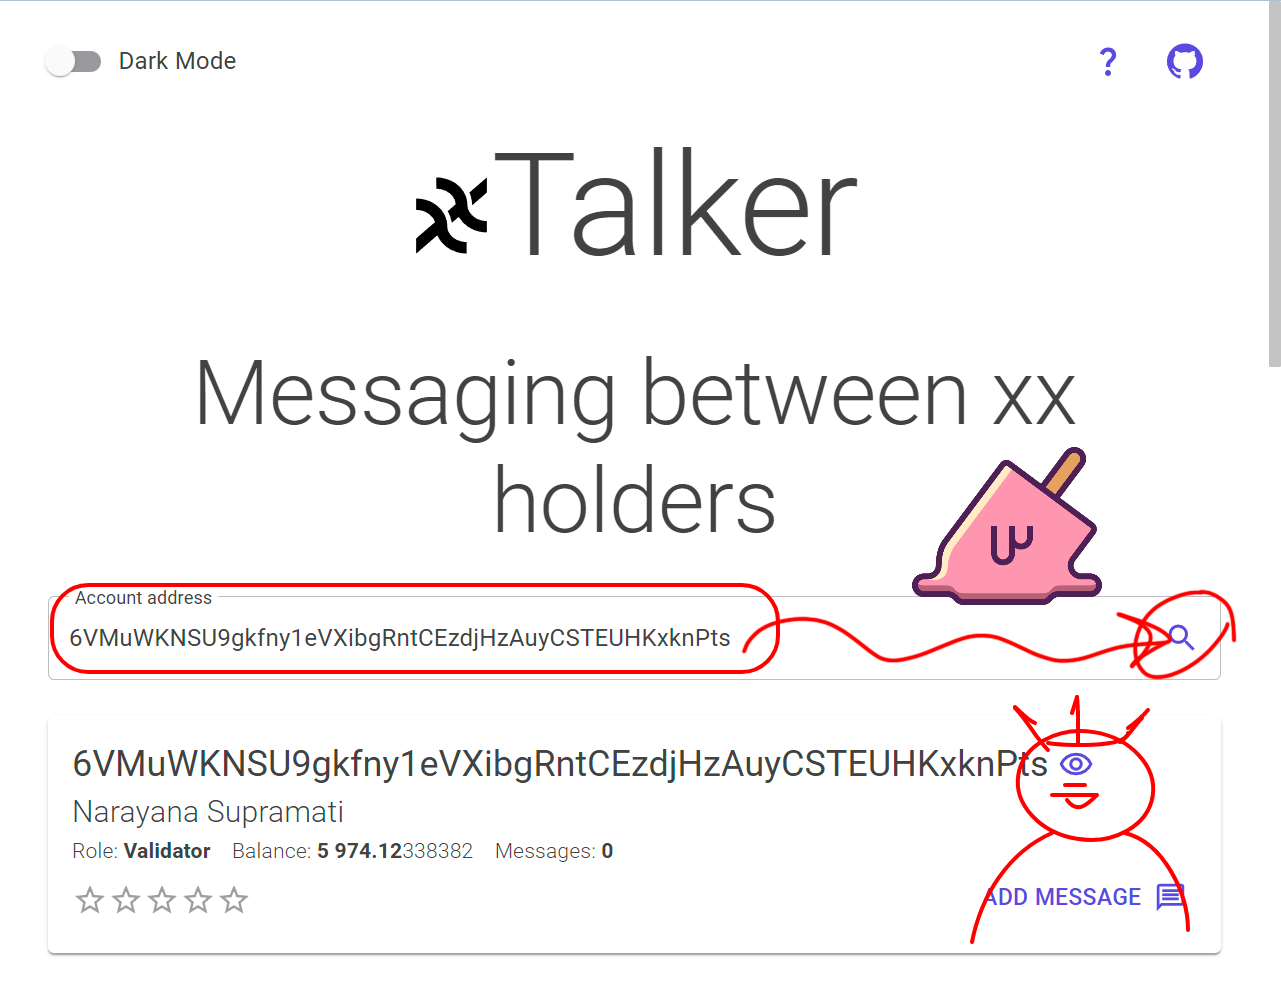 Dark Mode
?
Talker
Messaging between xx
holders
Account address
6VMuWKNSU9gkfny1eVXibgRntCEzdjHzAuyCSTEUHKxknPts
6VMuWKNSU9gkfny1eVXibgRntCEzdjHzAuyCSTEUHKxknPts
Narayana Supramati
Role: Validator Balance: 5 974.12338382 Messages: 0
ADD MESSAGE